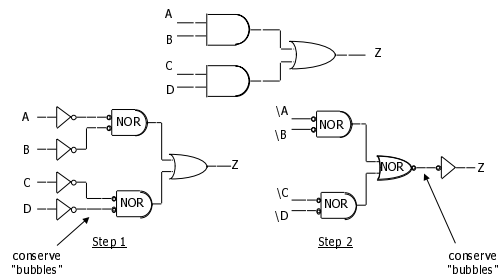 A
B
C
D
Z
A
B
C
D
NOR
NOR
Z
conserve
"bubbles"
Step 1
\A
\B
\C
\D
NOR
NOR
NOR
Z
Step 2
conserve
"bubbles"